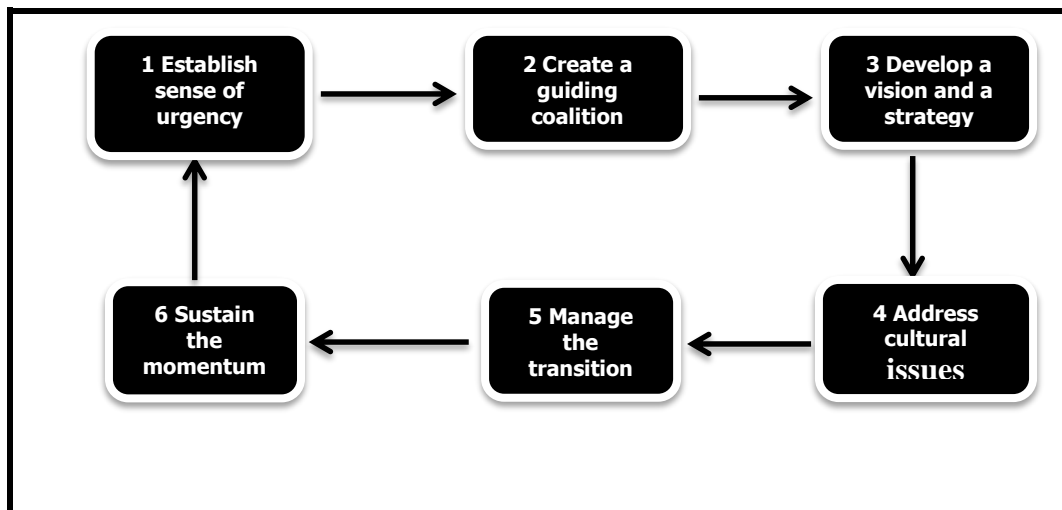 1 Establish
sense of
urgency
2 Create a
guiding
coalition
3 Develop a
vision and a
strategy
4 Address
cultural
issues
5 Manage
the
transition
6 Sustain
the
momentum